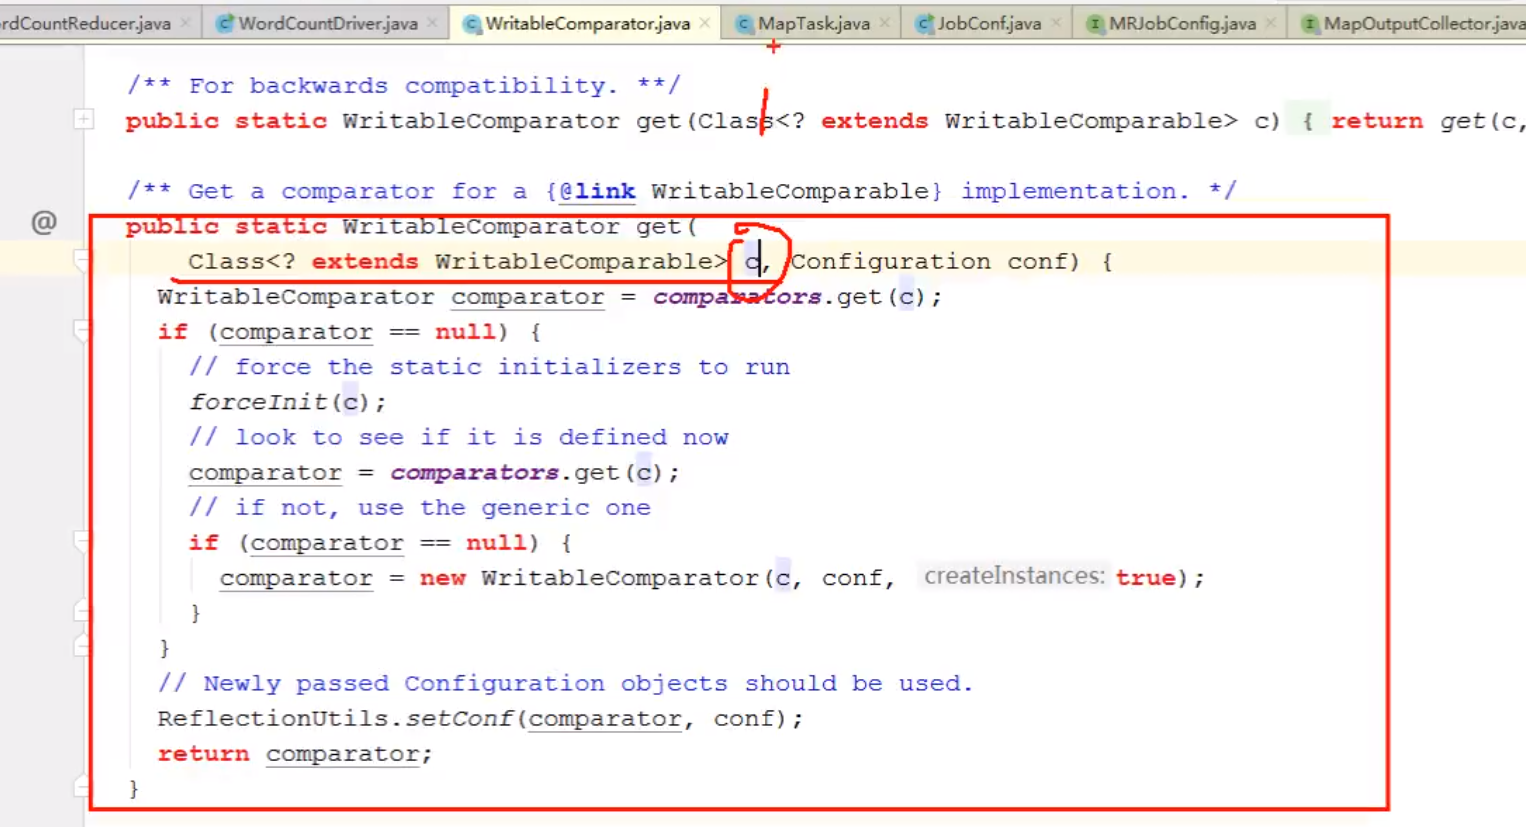 rdCountReducer.java WordCountDriver.java WritableComparator.java MapTask.java JobConf.java MRJobConfig.java MapOutputCollector.java
/** For backwards compatibility. **/
public static WritableComparator get(Class<? extends WritableComparable> c) { return get(c,
/** Get a comparator for a {@link WritableComparable} implementation. */
@
public static WritableComparator get(
Class<? extends WritableComparable> c, Configuration conf) {
WritableComparator comparator = comparators.get(c);
if (comparator == null) {
// force the static initializers to run
forceInit(c);
// look to see if it is defined now
comparator = comparators.get(c);
// if not, use the generic one
if (comparator == null) {
comparator = new WritableComparator(c, conf, createInstances: true);
}
}
// Newly passed Configuration objects should be used.
ReflectionUtils.setConf(comparator, conf);
return comparator;
}